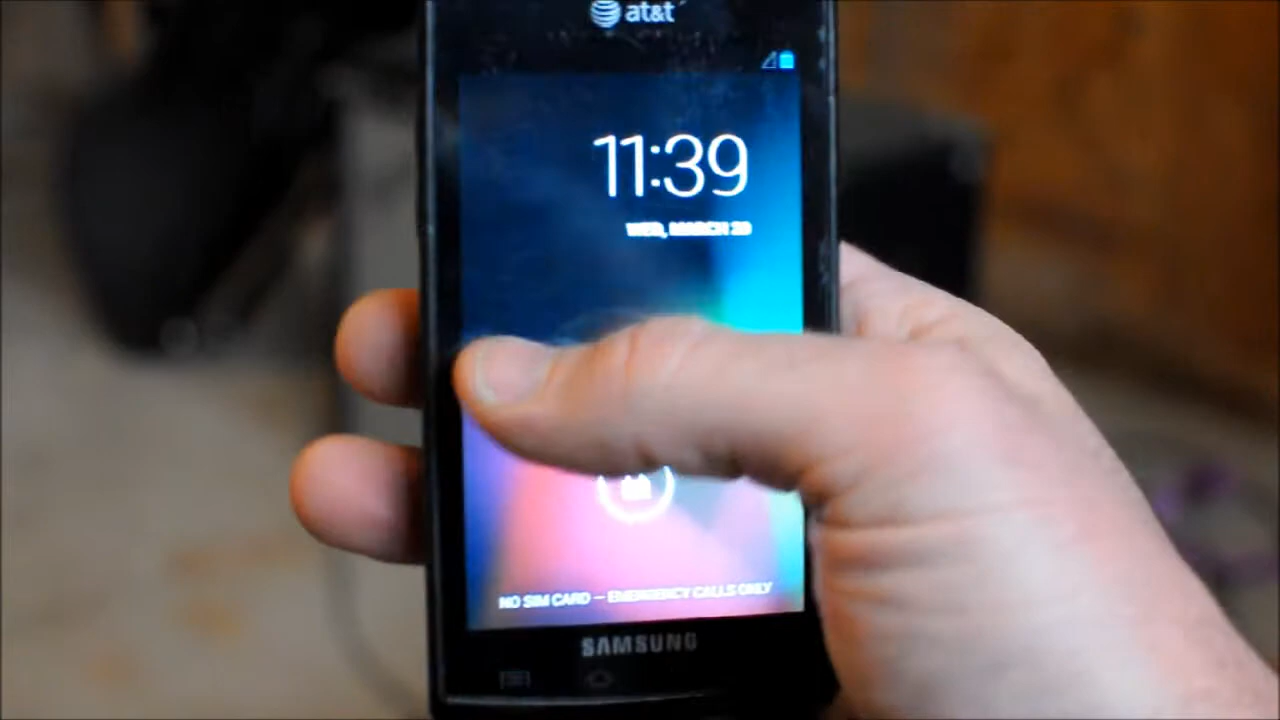 at&t
11:39
WED, MARCH 20
NO SIM CARD — EMERGENCY CALLS ONLY
SAMSUNG